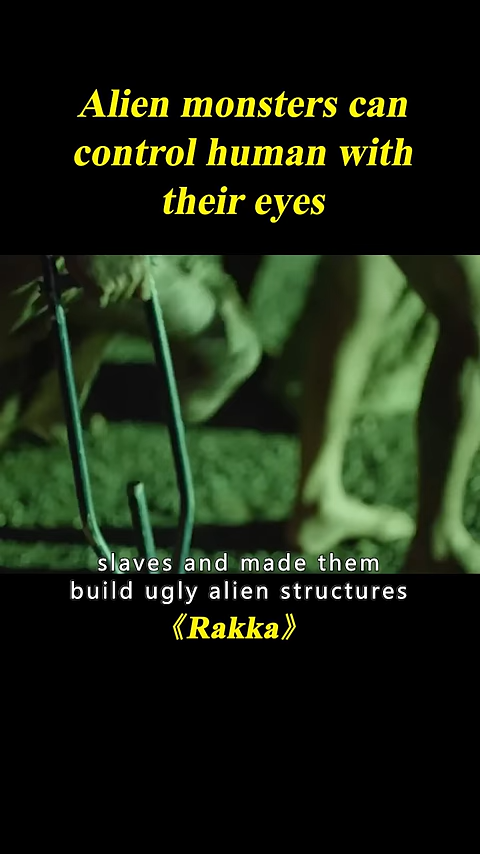 Alien monsters can
control human with
their eyes
slaves and made them
build ugly alien structures
《Rakka》